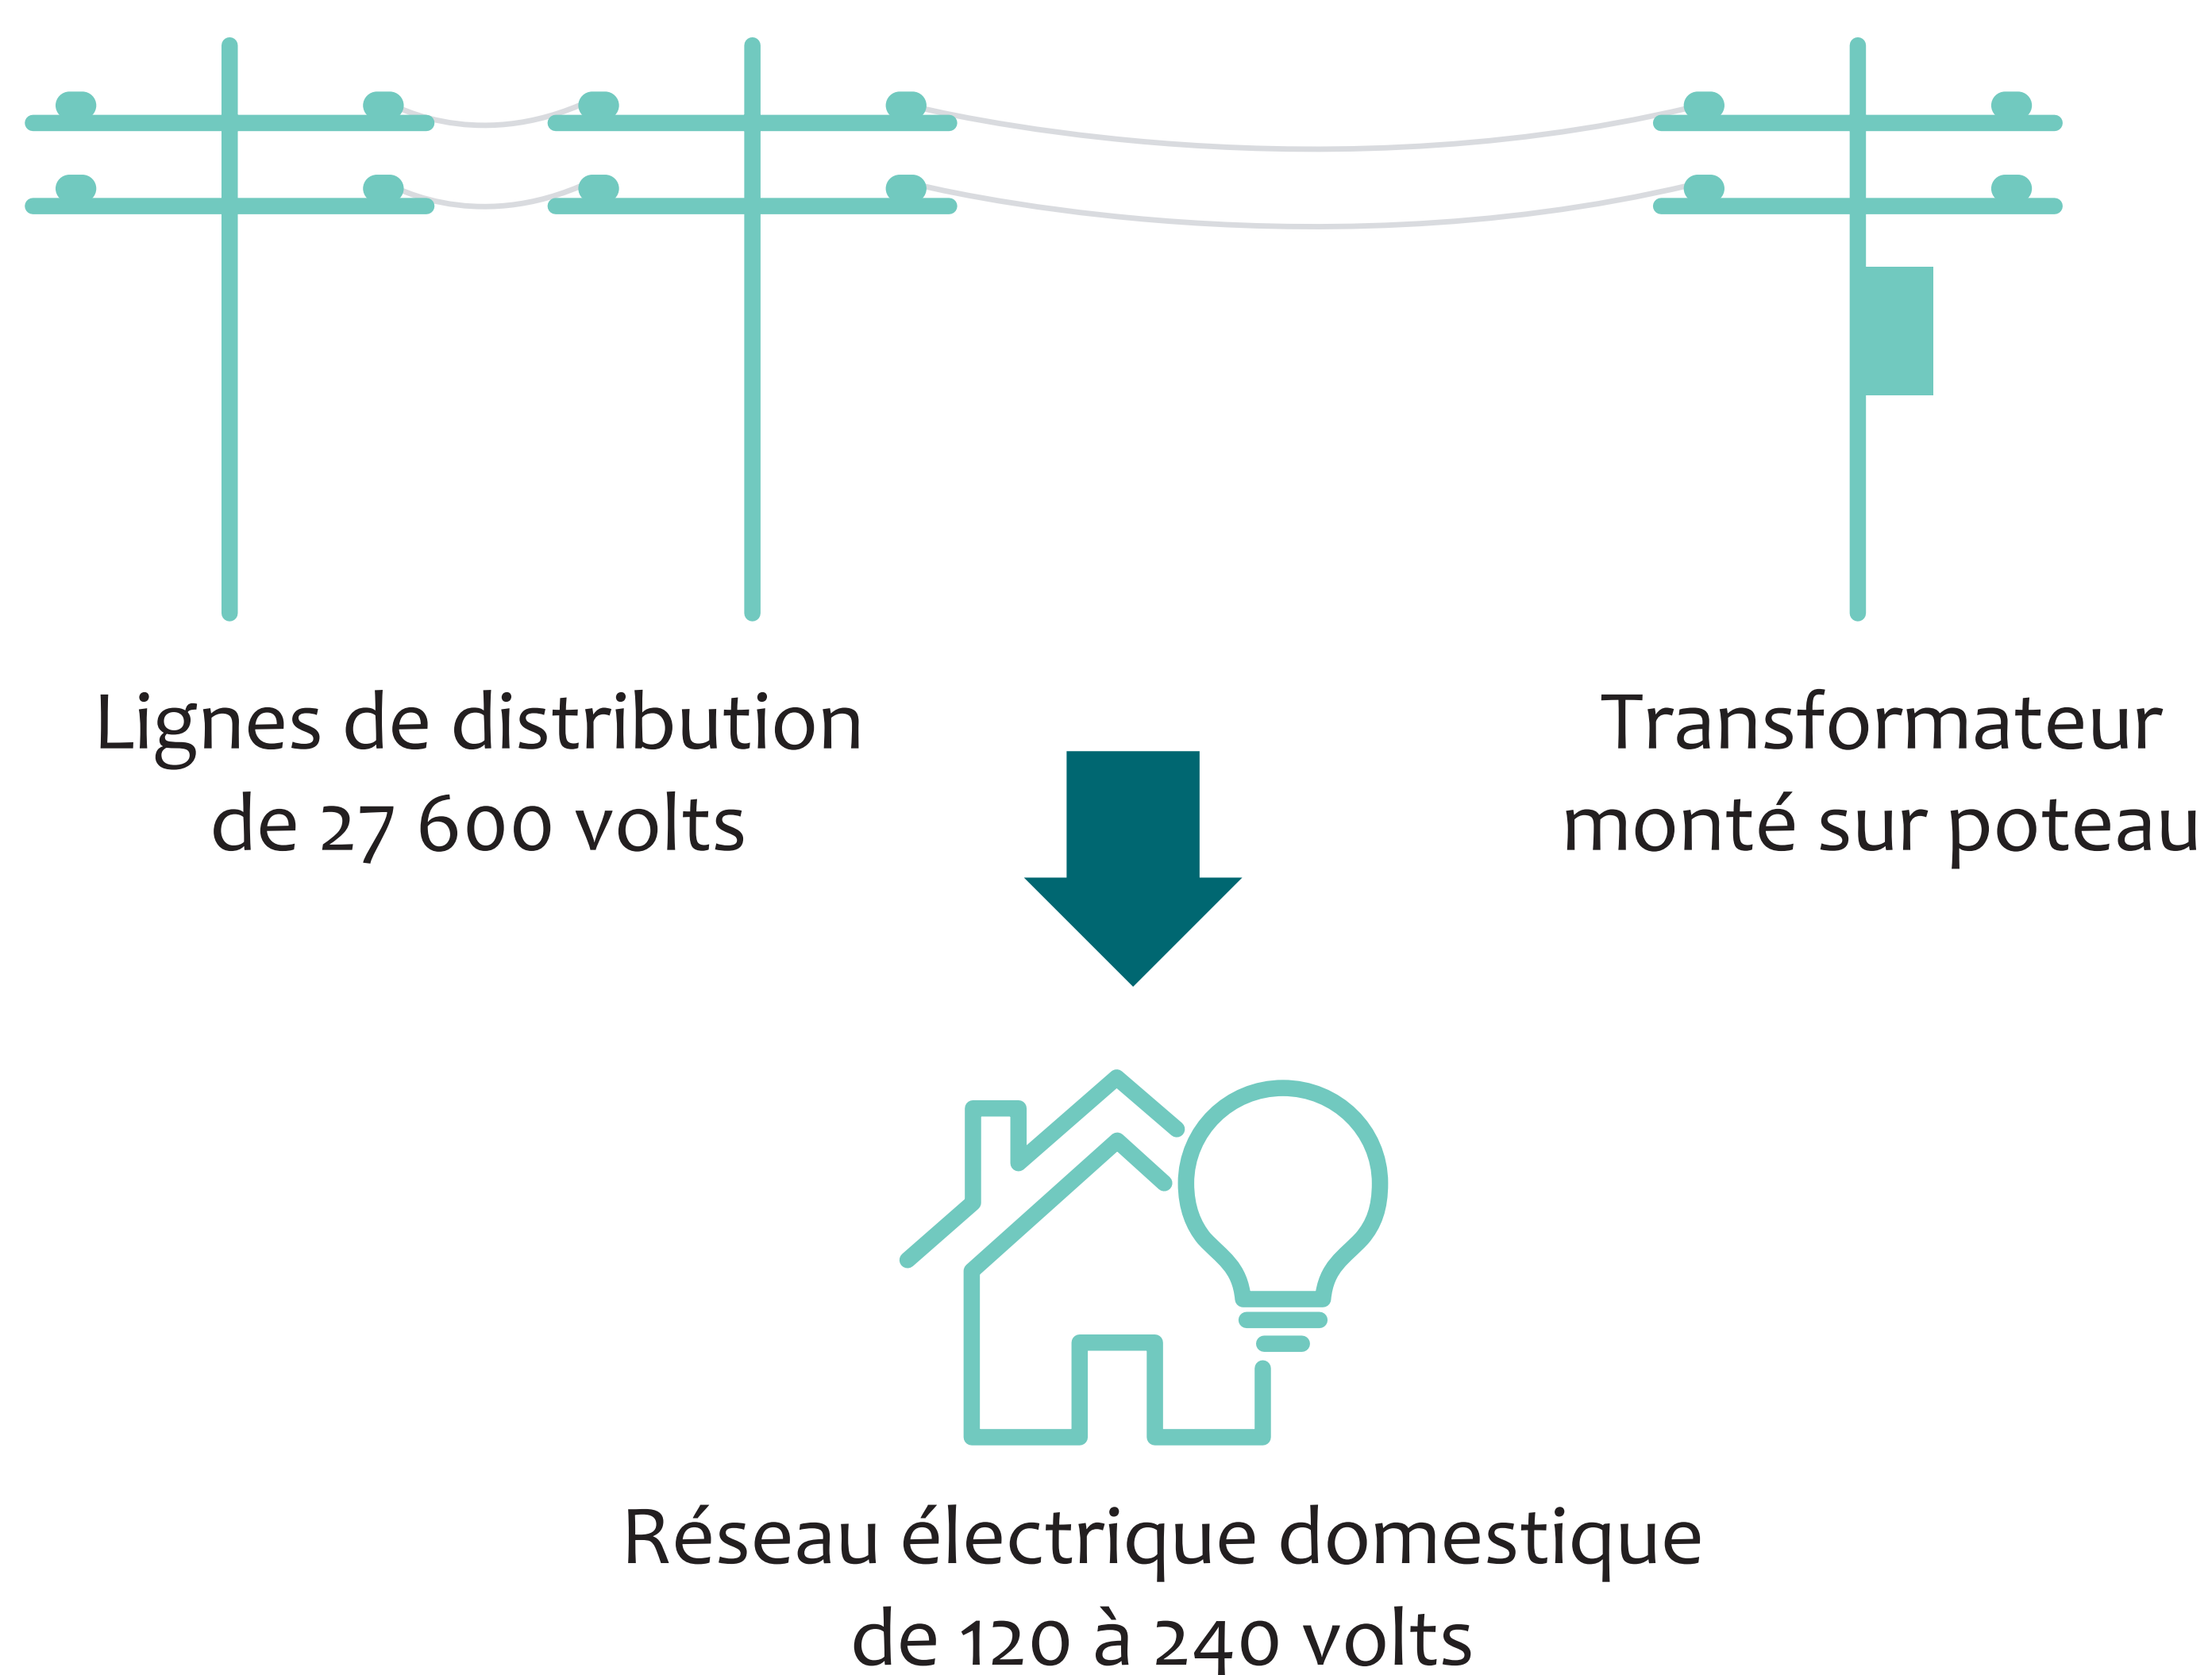 Lignes de distribution
de 27 600 volts
Transformateur
monté sur poteau
Réseau électrique domestique
de 120 à 240 volts